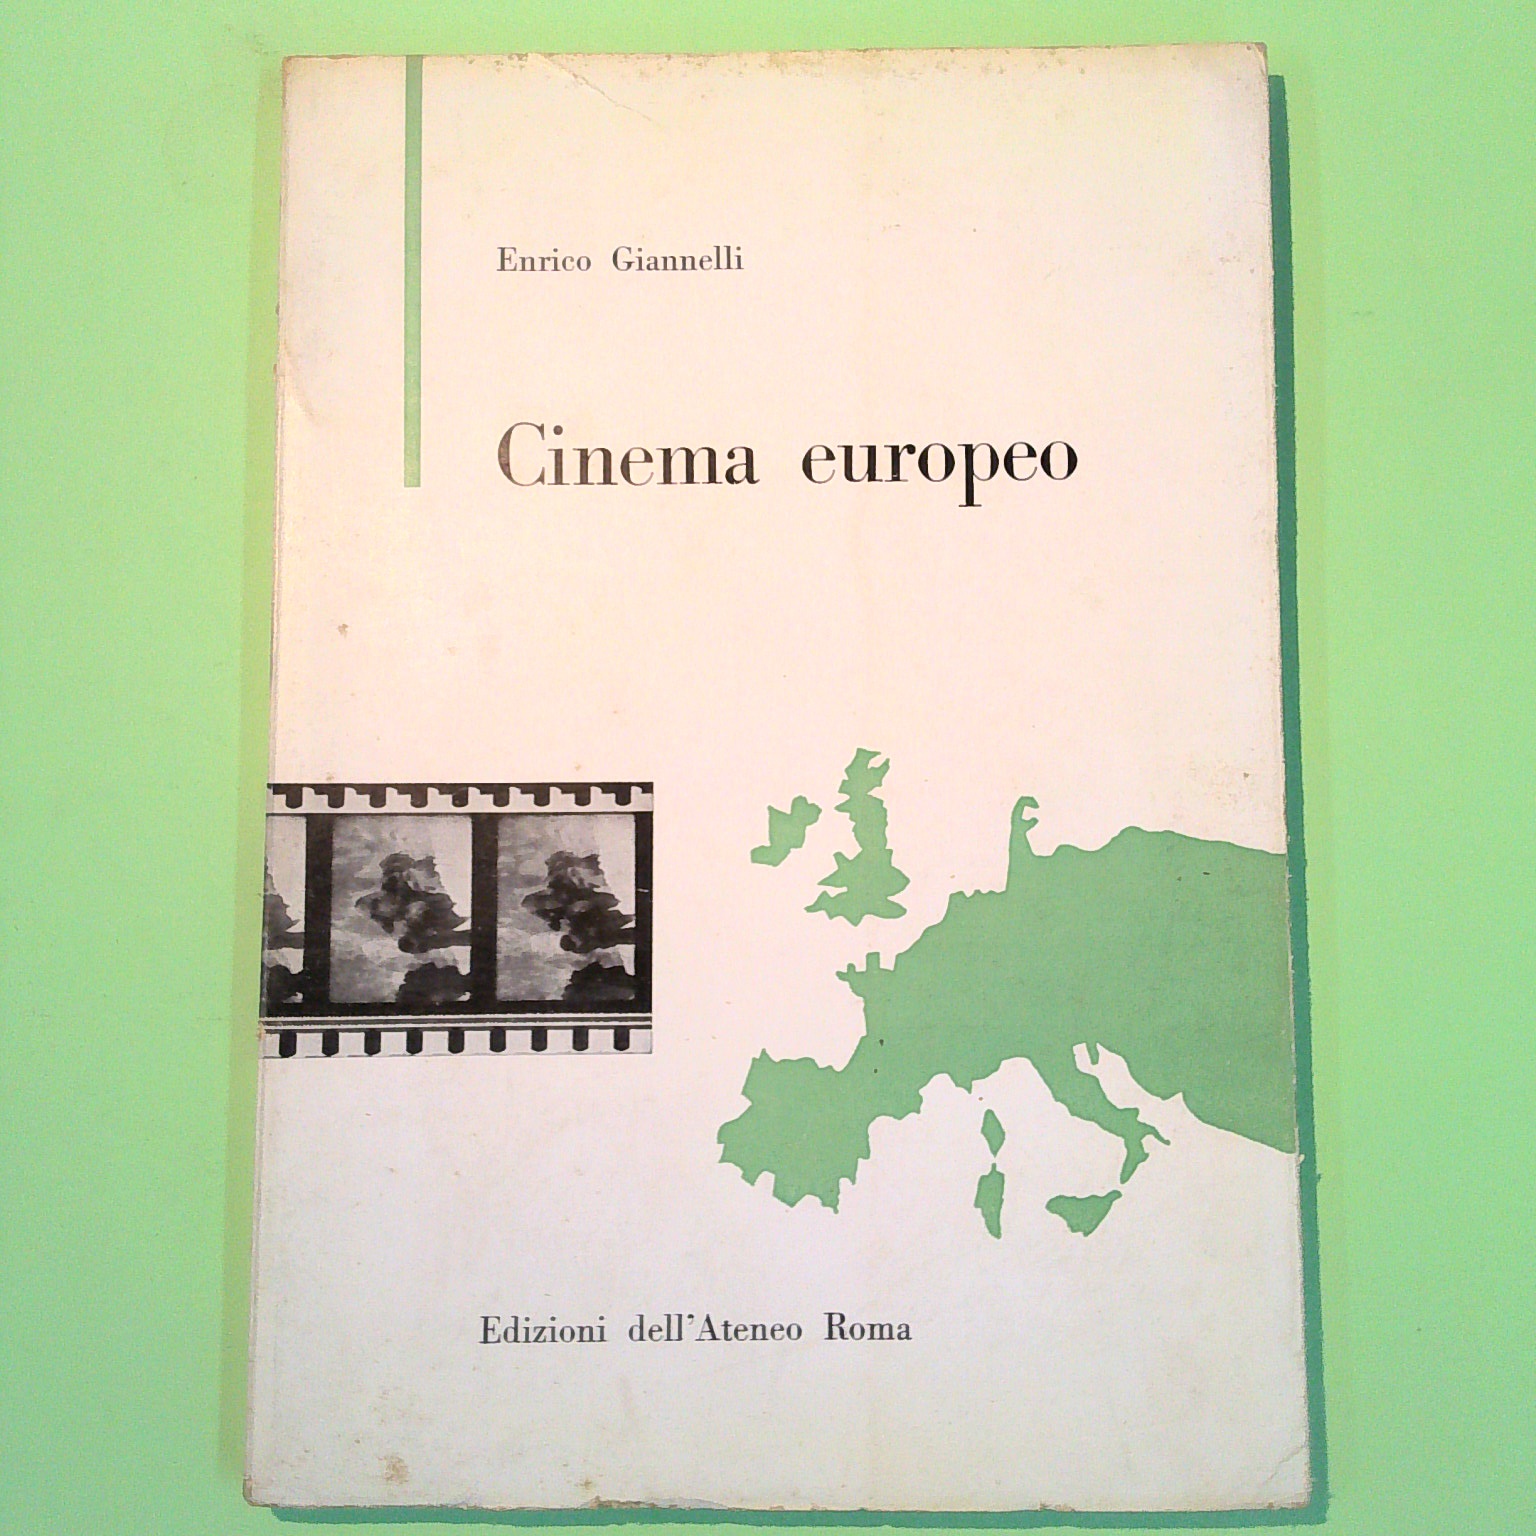 Enrico Giannelli
Cinema europeo
Edizioni dell'Ateneo Roma